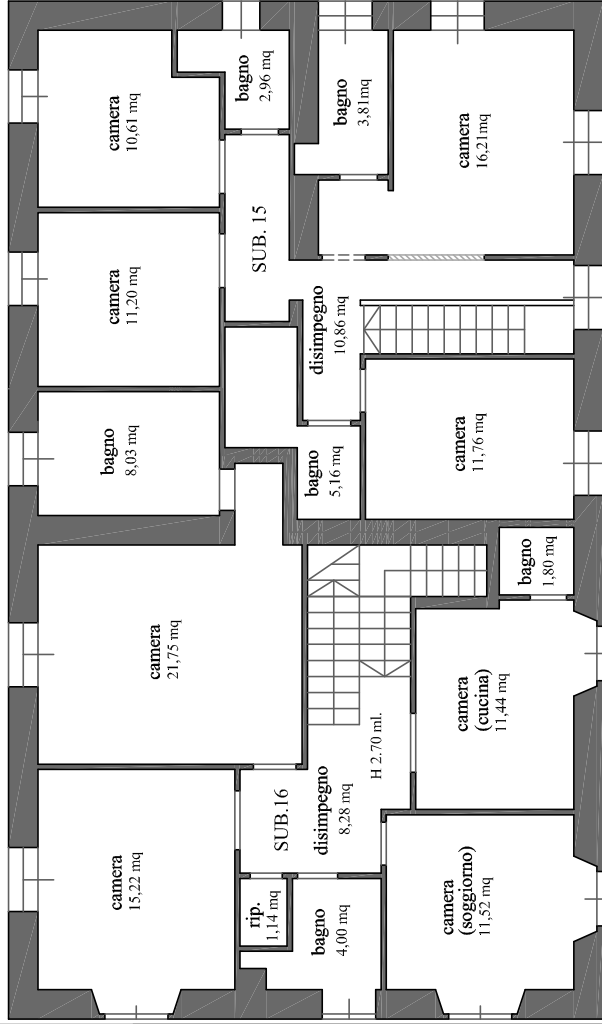 bagno
2,96 mq
bagno
3,81mq
camera
10,61 mq
camera
16,21mq
SUB. 15
camera
11,20 mq
disimpegno
10,86 mq
bagno
8,03 mq
bagno
5,16 mq
camera
11,76 mq
bagno
1,80 mq
camera
21,75 mq
camera
(cucina)
11,44 mq
H 2.70 ml.
SUB.16
disimpegno
8,28 mq
camera
15,22 mq
rip.
1,14 mq
bagno
4,00 mq
camera
(soggiorno)
11,52 mq